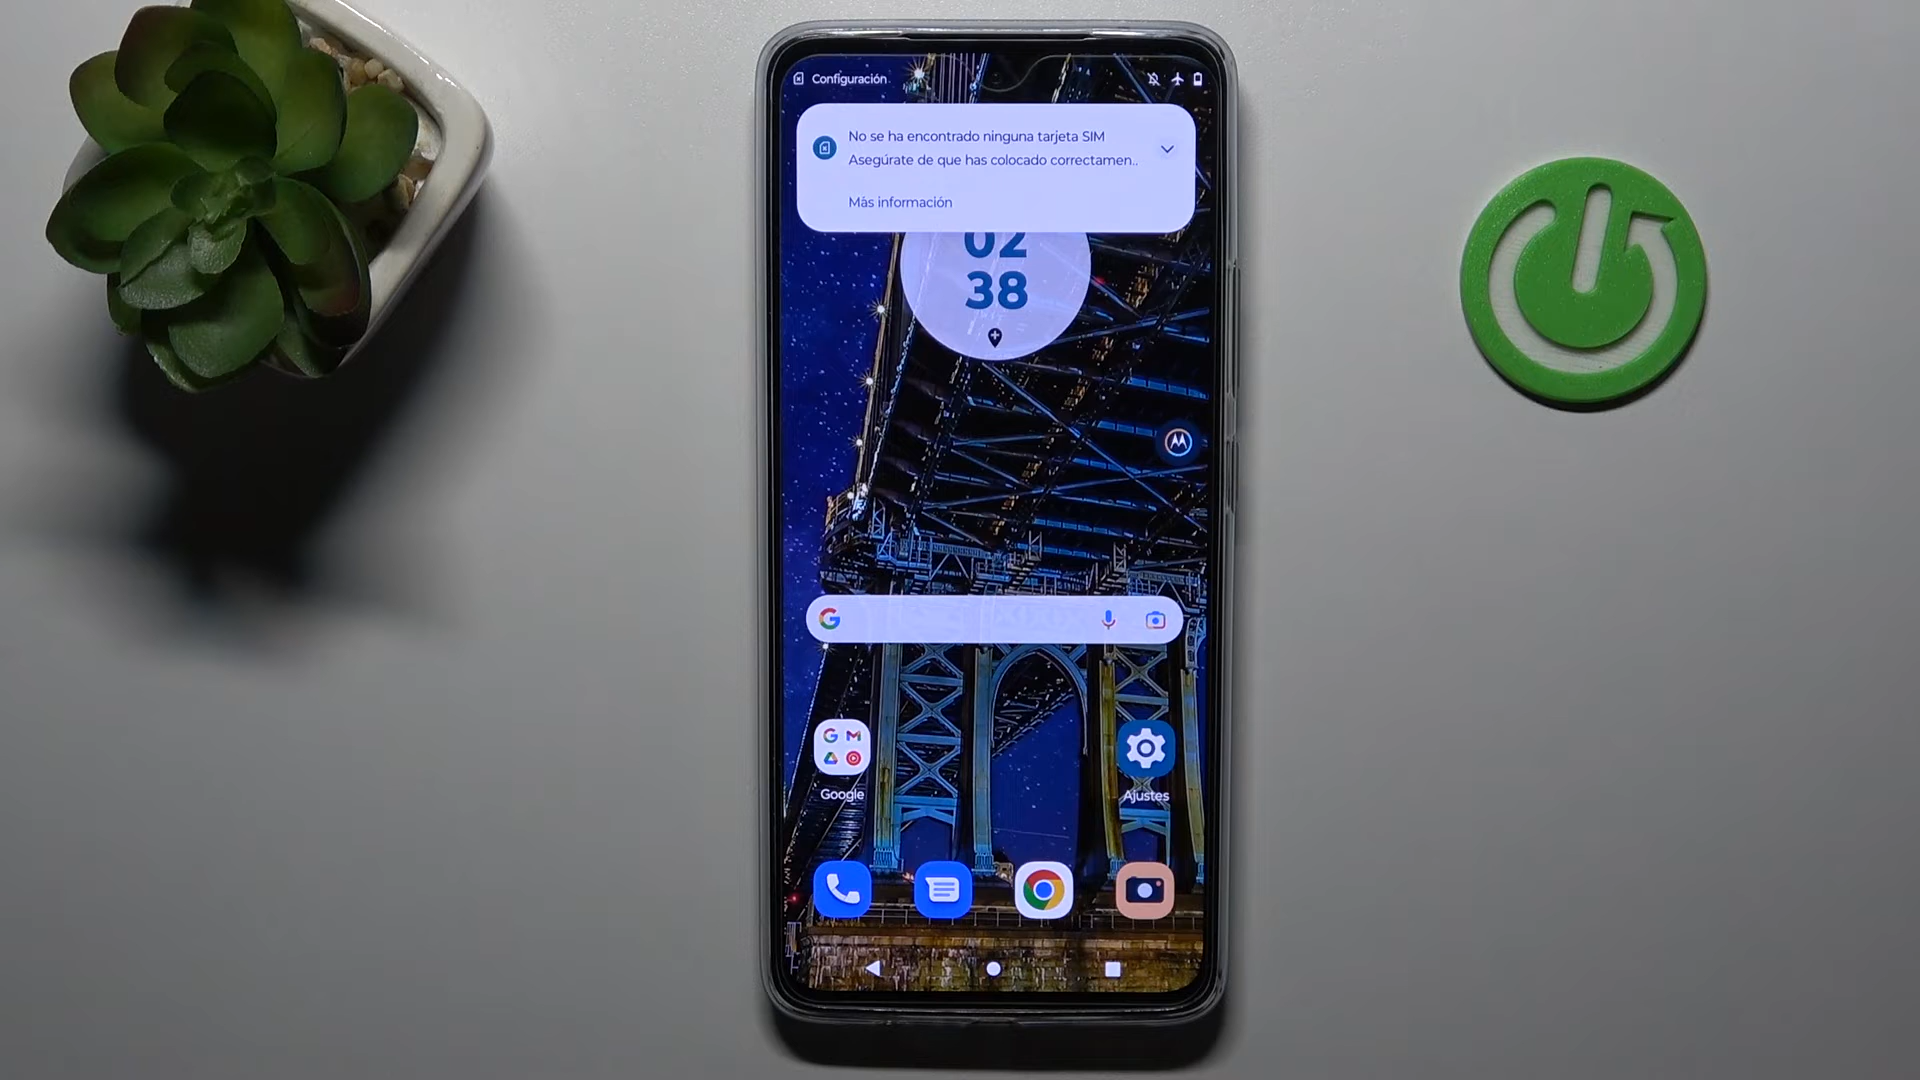 Configuración
No se ha encontrado ninguna tarjeta SIM
Asegúrate de que has colocado correctamen..
Más información
02
38
Google
Ajustes